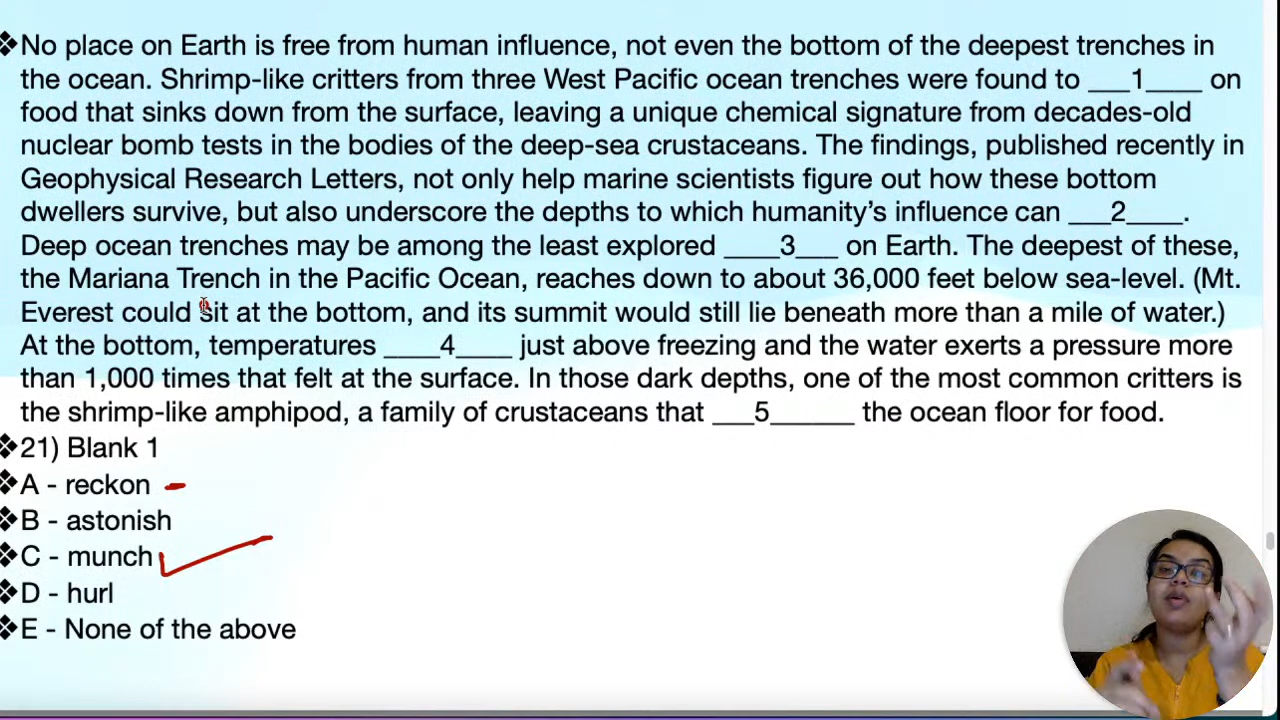 ❖No place on Earth is free from human influence, not even the bottom of the deepest trenches in
the ocean. Shrimp-like critters from three West Pacific ocean trenches were found to ___1____ on
food that sinks down from the surface, leaving a unique chemical signature from decades-old
nuclear bomb tests in the bodies of the deep-sea crustaceans. The findings, published recently in
Geophysical Research Letters, not only help marine scientists figure out how these bottom
dwellers survive, but also underscore the depths to which humanity’s influence can ___2____.
Deep ocean trenches may be among the least explored ____3___ on Earth. The deepest of these,
the Mariana Trench in the Pacific Ocean, reaches down to about 36,000 feet below sea-level. (Mt.
Everest could sit at the bottom, and its summit would still lie beneath more than a mile of water.)
At the bottom, temperatures ____4____ just above freezing and the water exerts a pressure more
than 1,000 times that felt at the surface. In those dark depths, one of the most common critters is
the shrimp-like amphipod, a family of crustaceans that ___5______ the ocean floor for food.
❖21) Blank 1
❖A - reckon
❖B - astonish
❖C - munch
❖D - hurl
❖E - None of the above